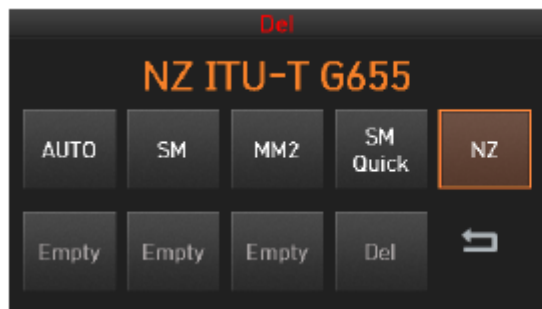 Del
NZ ITU-T G655
AUTO
SM
MM2
SM
Quick
NZ
Empty
Empty
Empty
Del